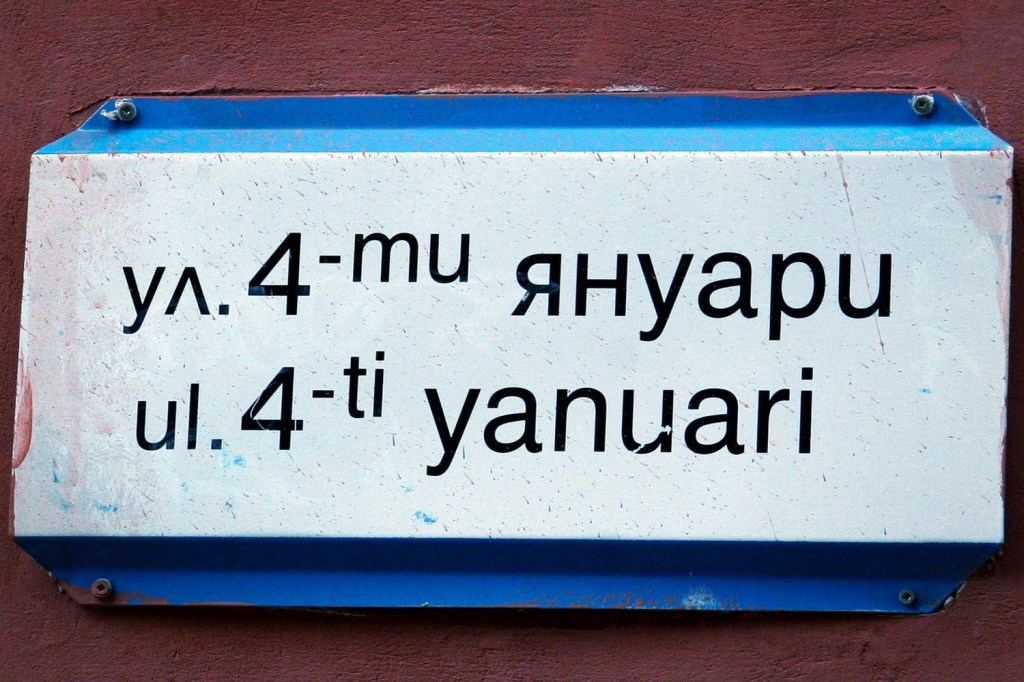 ул. 4-ти януари
ul. 4-ti yanuari